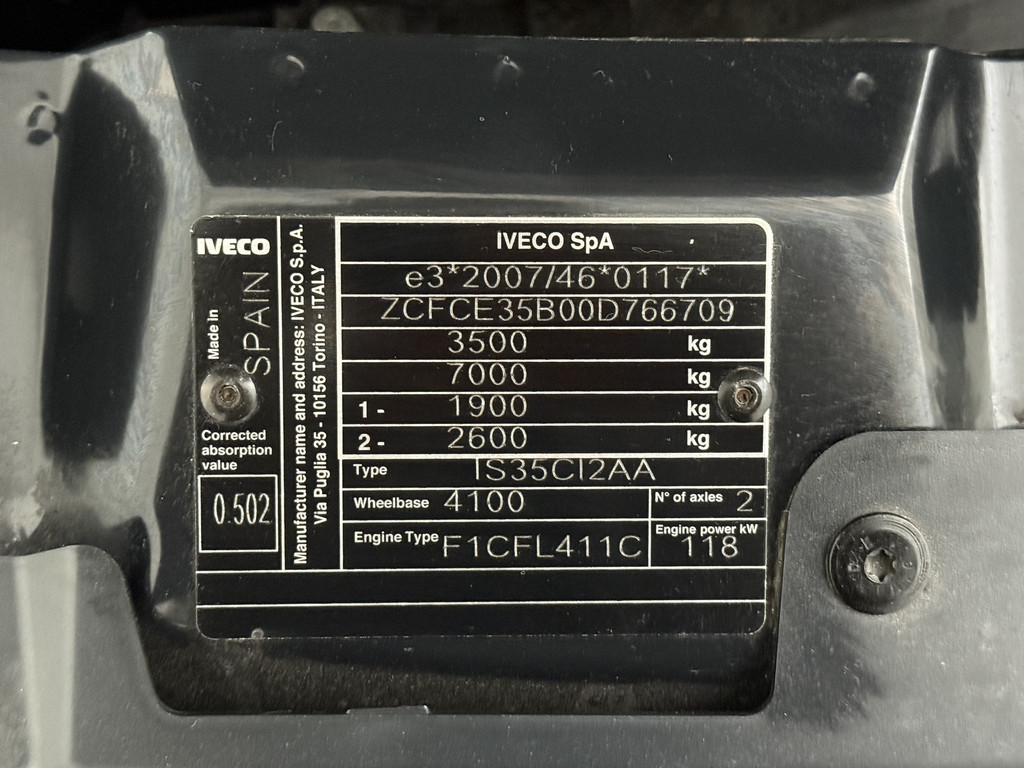 IVECO
Made in
SPAIN
Corrected
absorption
value
0.502
Manufacturer name and address: IVECO S.p.A.
Via Puglia 35 - 10156 Torino - ITALY
IVECO SpA
e3*2007/46*0117*
ZCFCE35B00D766709
3500 kg
7000 kg
1 - 1900 kg
2 - 2600 kg
Type IS35CI2AA
Wheelbase 4100 N° of axles 2
Engine Type F1CFL411C Engine power kW 118